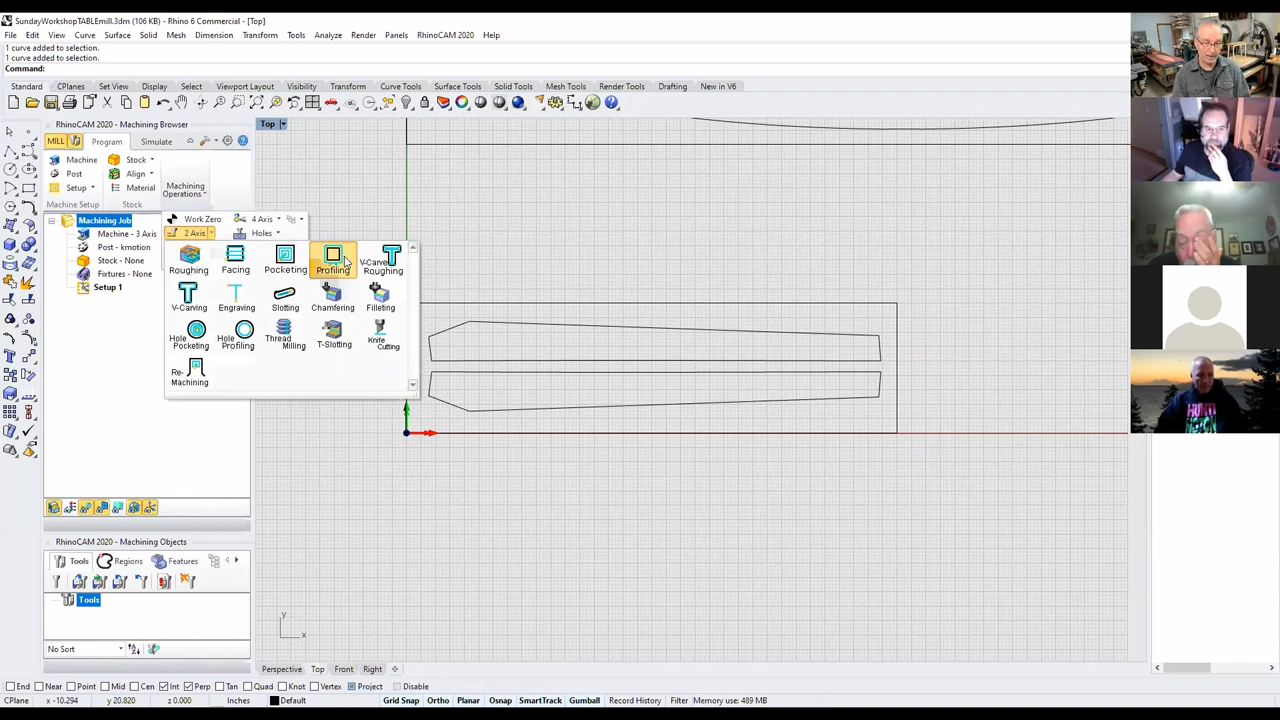 SundayWorkshopTABLEmill.3dm (106 KB) - Rhino 6 Commercial - [Top]
File Edit View Curve Surface Solid Mesh Dimension Transform Tools Analyze Render Panels RhinoCAM 2020 Help
1 curve added to selection.
1 curve added to selection.
Command:
Standard CPlanes Set View Display Select Viewport Layout Visibility Transform Curve Tools Surface Tools Solid Tools Mesh Tools Render Tools Drafting New in V6
Top
RhinoCAM 2020 - Machining Browser
MILL Program Simulate
Machine Stock
Post Align
Setup Material
Machining Operations
Machine Setup Stock
Machining Job
Machine - 3 Axis
Post - kmotion
Stock - None
Fixtures - None
Setup 1
Work Zero 4 Axis
2 Axis Holes
Roughing Facing Pocketing Profiling V-Carve Roughing
V-Carving Engraving Slotting Chamfering Filleting
Hole Pocketing Hole Profiling Thread Milling T-Slotting Knife Cutting
Re-Machining
RhinoCAM 2020 - Machining Objects
Tools Regions Features
Tools
No Sort
y
x
Perspective Top Front Right
End Near Point Mid Cen Int Perp Tan Quad Knot Vertex Project Disable
CPlane x -10.294 y 20.820 z 0.000 Inches Default Grid Snap Ortho Planar Osnap SmartTrack Gumball Record History Filter Memory use: 489 MB